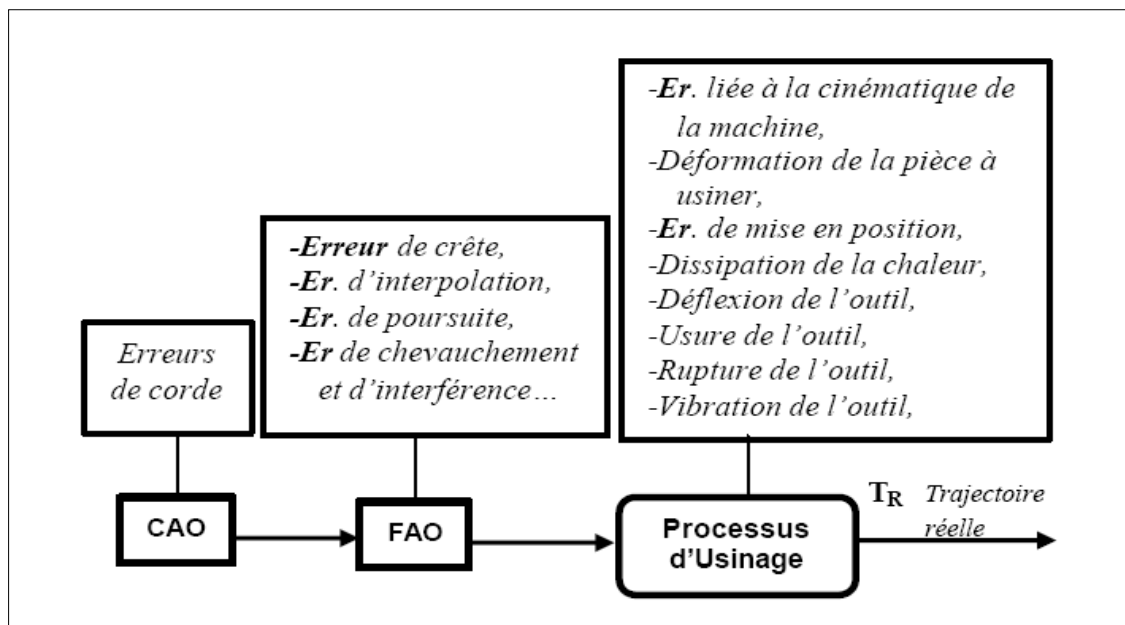 -Er. liée à la cinématique de
la machine,
-Déformation de la pièce à
usiner,
-Er. de mise en position,
-Dissipation de la chaleur,
-Déflexion de l’outil,
-Usure de l’outil,
-Rupture de l’outil,
-Vibration de l’outil,
-Erreur de crête,
-Er. d’interpolation,
-Er. de poursuite,
-Er de chevauchement
et d’interférence…
Erreurs
de corde
CAO
FAO
Processus
d’Usinage
TR Trajectoire
réelle